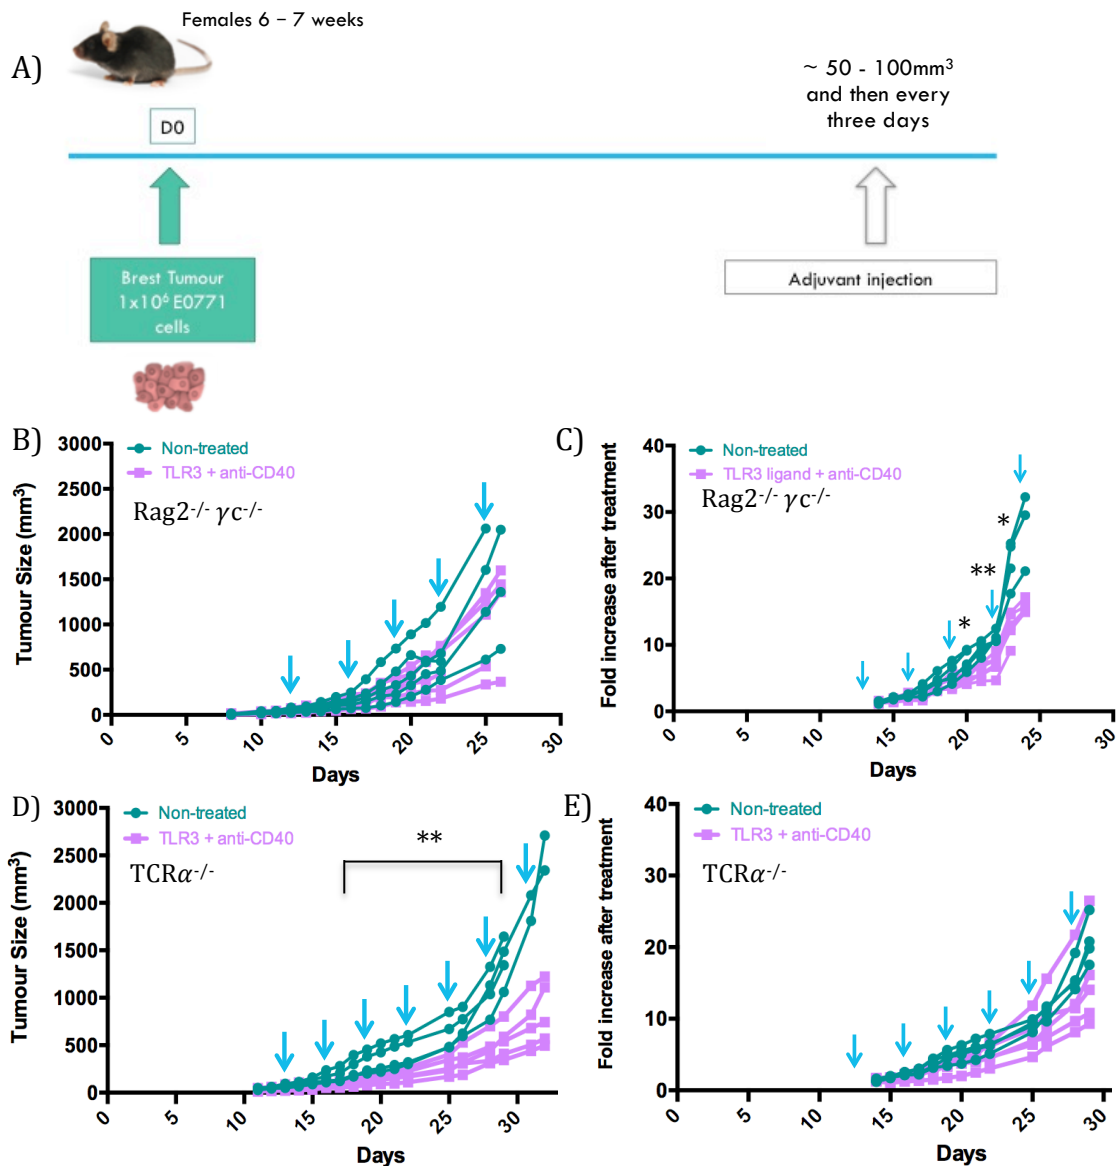 Females 6 – 7 weeks
A)
~ 50 - 100mm³
and then every
three days
D0
Brest Tumour
1x10⁶ E0771
cells
Adjuvant injection
B)
Tumour Size (mm³)
3000
2500
2000
1500
1000
500
0
Non-treated
TLR3 + anti-CD40
Rag2-/- γc-/-
0
5
10
15
20
25
30
Days
C)
Fold increase after treatment
40
30
20
10
0
Non-treated
TLR3 ligand + anti-CD40
Rag2-/- γc-/-
*
**
*
0
5
10
15
20
25
30
Days
D)
Tumour Size (mm³)
3000
2500
2000
1500
1000
500
0
Non-treated
TLR3 + anti-CD40
TCRα-/-
**
0
5
10
15
20
25
30
Days
E)
Fold increase after treatment
40
30
20
10
0
Non-treated
TLR3 + anti-CD40
TCRα-/-
0
5
10
15
20
25
30
Days